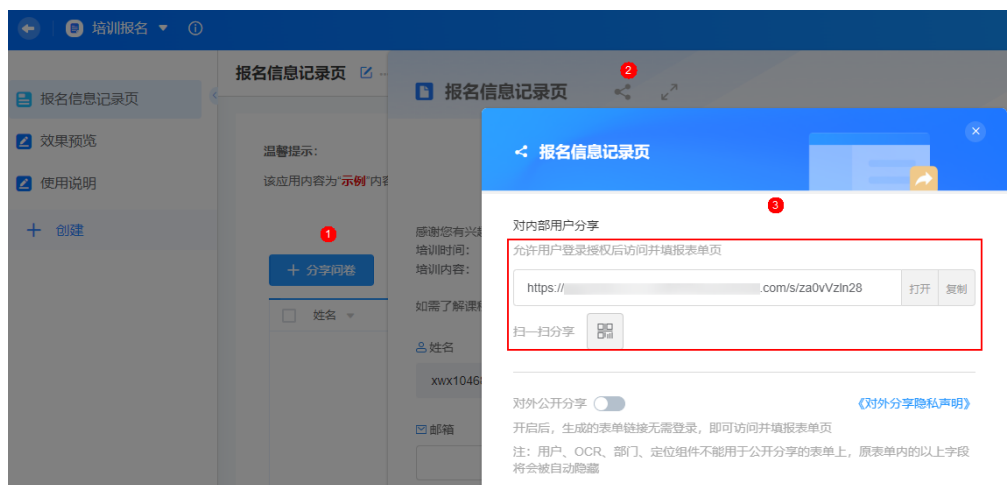 培训报名
报名信息记录页
效果预览
使用说明
创建
报名信息记录页
温馨提示：
该应用内容为“示例”内容
1
分享问卷
姓名
2
报名信息记录页
感谢您有兴
培训时间：
培训内容：
如需了解课程
姓名
xwx10468
邮箱
报名信息记录页
3
对内部用户分享
允许用户登录授权后访问并填报表单页
https:// .com/s/za0vVzIn28 打开 复制
扫一扫分享
对外公开分享 《对外分享隐私声明》
开启后，生成的表单链接无需登录，即可访问并填报表单页
注：用户、OCR、部门、定位组件不能用于公开分享的表单上，原表单内的以上字段
将会被自动隐藏